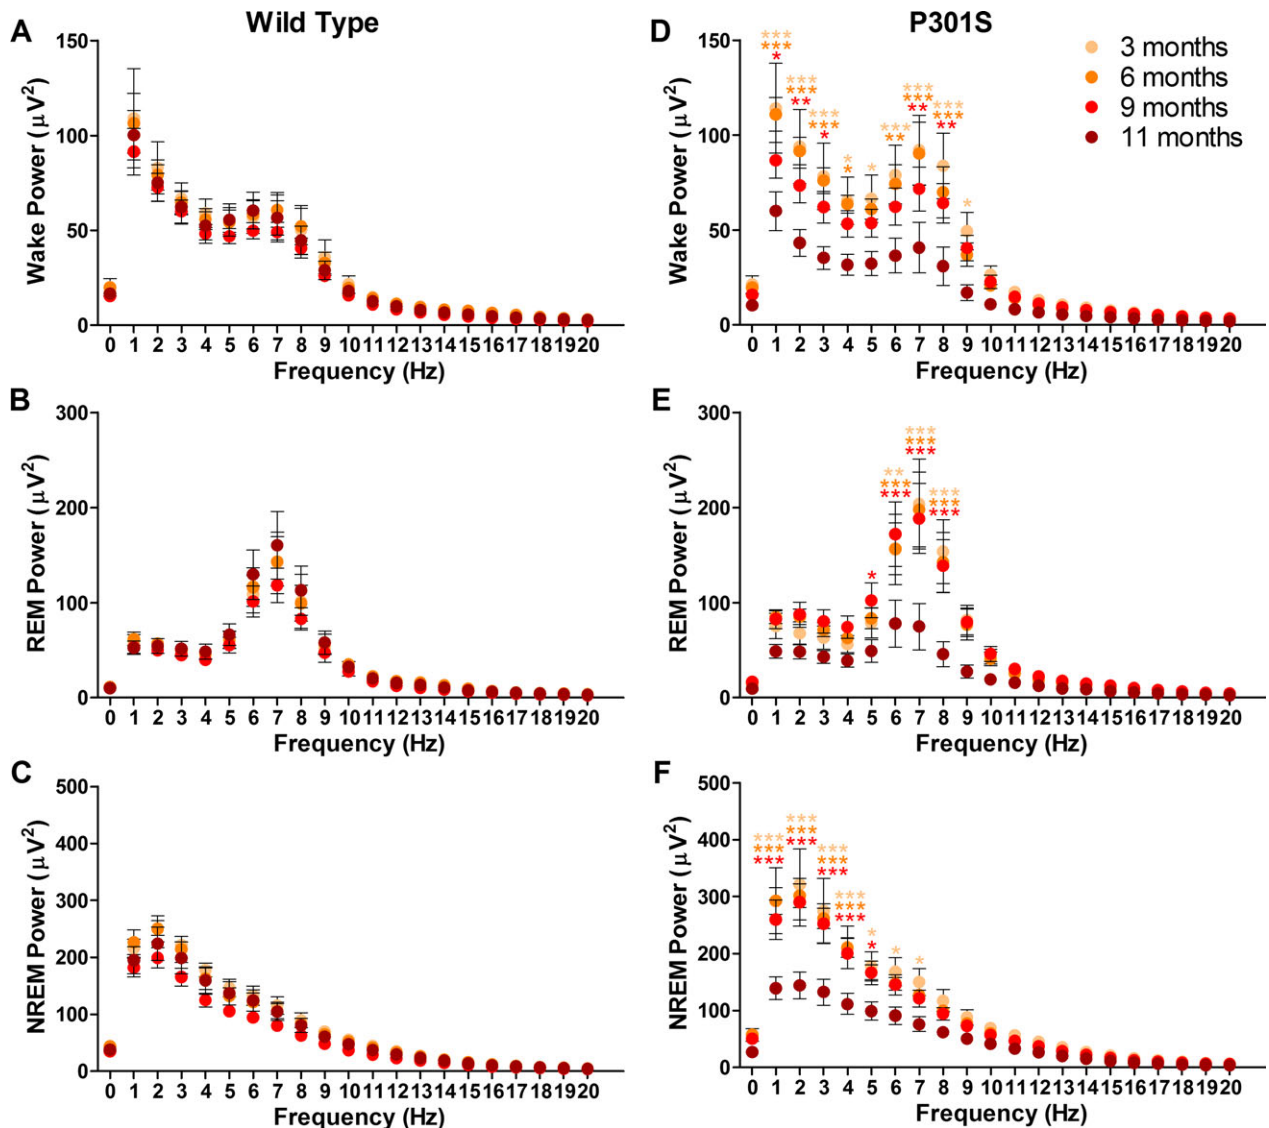 Wild Type
P301S
A
150
100
50
0
Wake Power (μV²)
0 1 2 3 4 5 6 7 8 9 10 11 12 13 14 15 16 17 18 19 20
Frequency (Hz)
D
150
100
50
0
Wake Power (μV²)
*** *** *
*** *** **
*** *** *
* *
*
*** **
*** *** **
*** *** **
*
0 1 2 3 4 5 6 7 8 9 10 11 12 13 14 15 16 17 18 19 20
Frequency (Hz)
3 months
6 months
9 months
11 months
B
300
200
100
0
REM Power (μV²)
0 1 2 3 4 5 6 7 8 9 10 11 12 13 14 15 16 17 18 19 20
Frequency (Hz)
E
300
200
100
0
REM Power (μV²)
*
** *** ***
*** *** ***
*** *** ***
0 1 2 3 4 5 6 7 8 9 10 11 12 13 14 15 16 17 18 19 20
Frequency (Hz)
C
500
400
300
200
100
0
NREM Power (μV²)
0 1 2 3 4 5 6 7 8 9 10 11 12 13 14 15 16 17 18 19 20
Frequency (Hz)
F
500
400
300
200
100
0
NREM Power (μV²)
*** *** ***
*** *** ***
*** *** ***
*** *** ***
* *
*
*
0 1 2 3 4 5 6 7 8 9 10 11 12 13 14 15 16 17 18 19 20
Frequency (Hz)